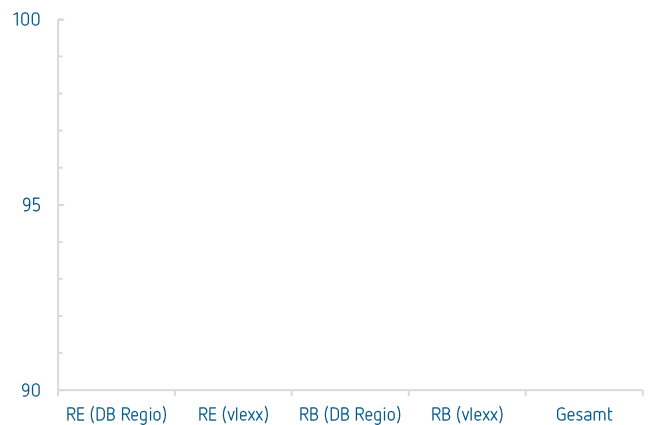 100
95
90
RE (DB Regio) RE (vlexx) RB (DB Regio) RB (vlexx) Gesamt